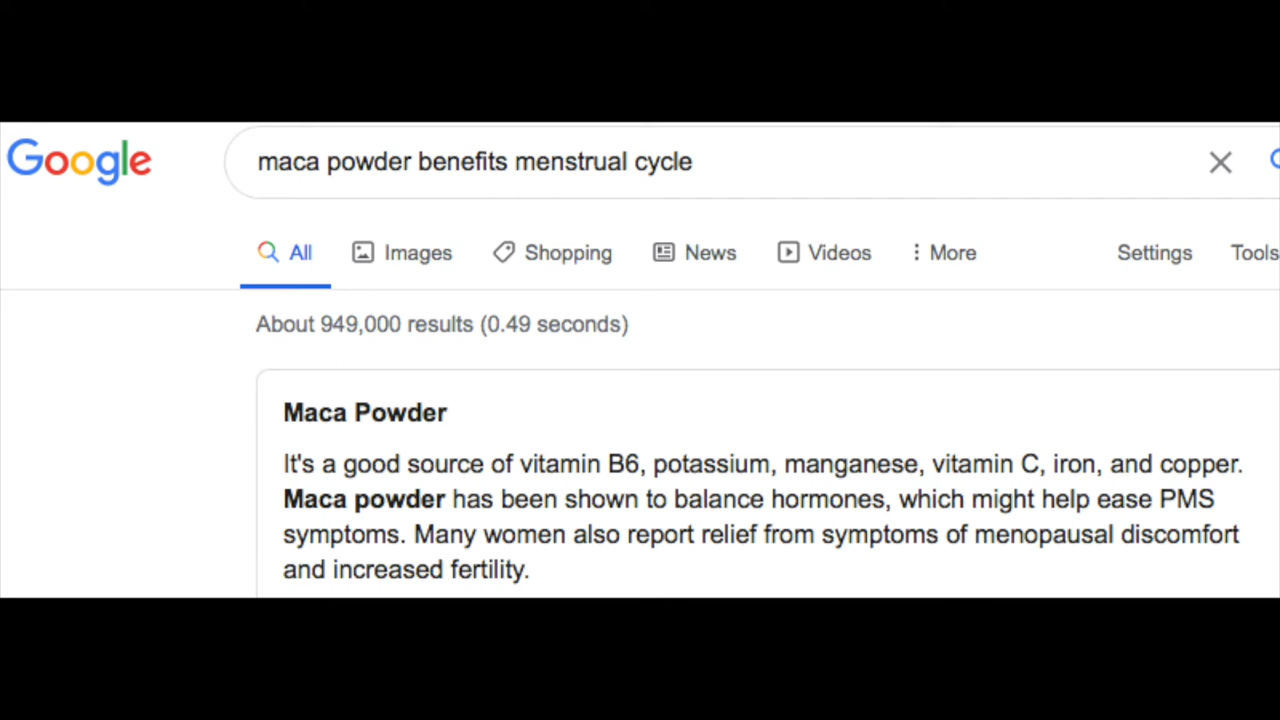 Google
maca powder benefits menstrual cycle
All Images Shopping News Videos More Settings Tools
About 949,000 results (0.49 seconds)
Maca Powder
It's a good source of vitamin B6, potassium, manganese, vitamin C, iron, and copper.
Maca powder has been shown to balance hormones, which might help ease PMS
symptoms. Many women also report relief from symptoms of menopausal discomfort
and increased fertility.